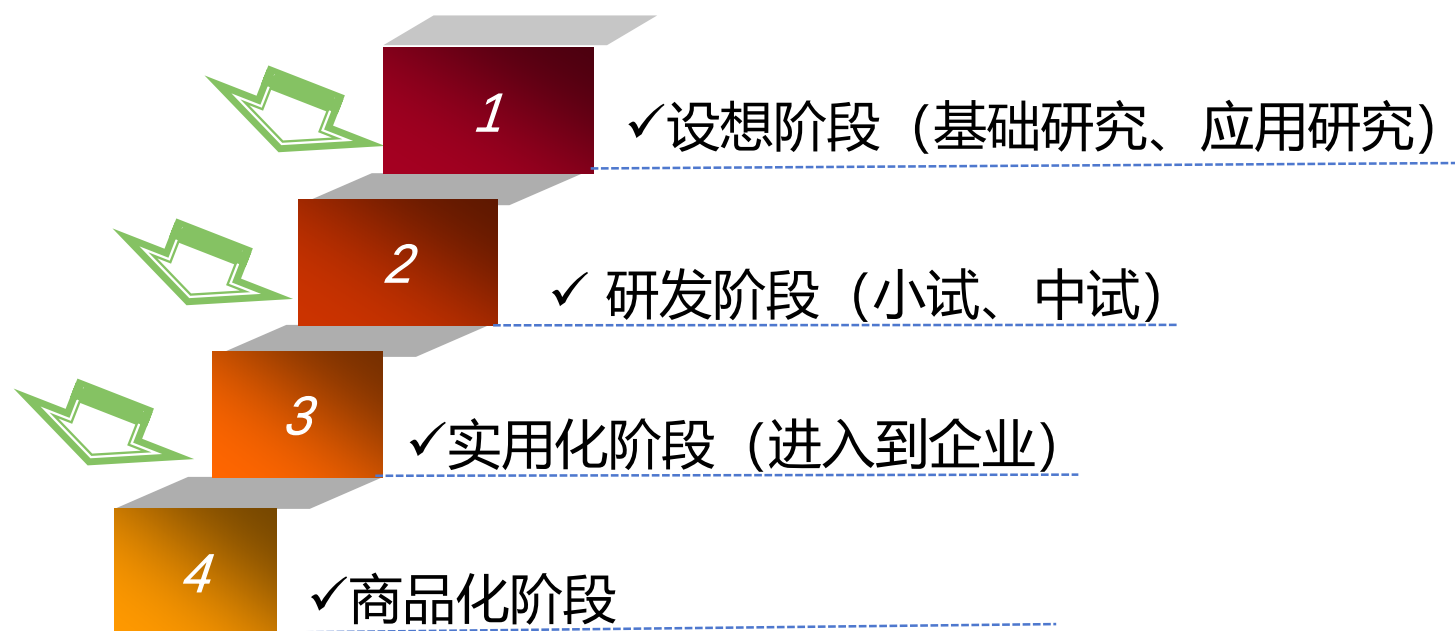 1
✓设想阶段（基础研究、应用研究）
2
✓ 研发阶段（小试、中试）
3
✓实用化阶段（进入到企业）
4
✓商品化阶段